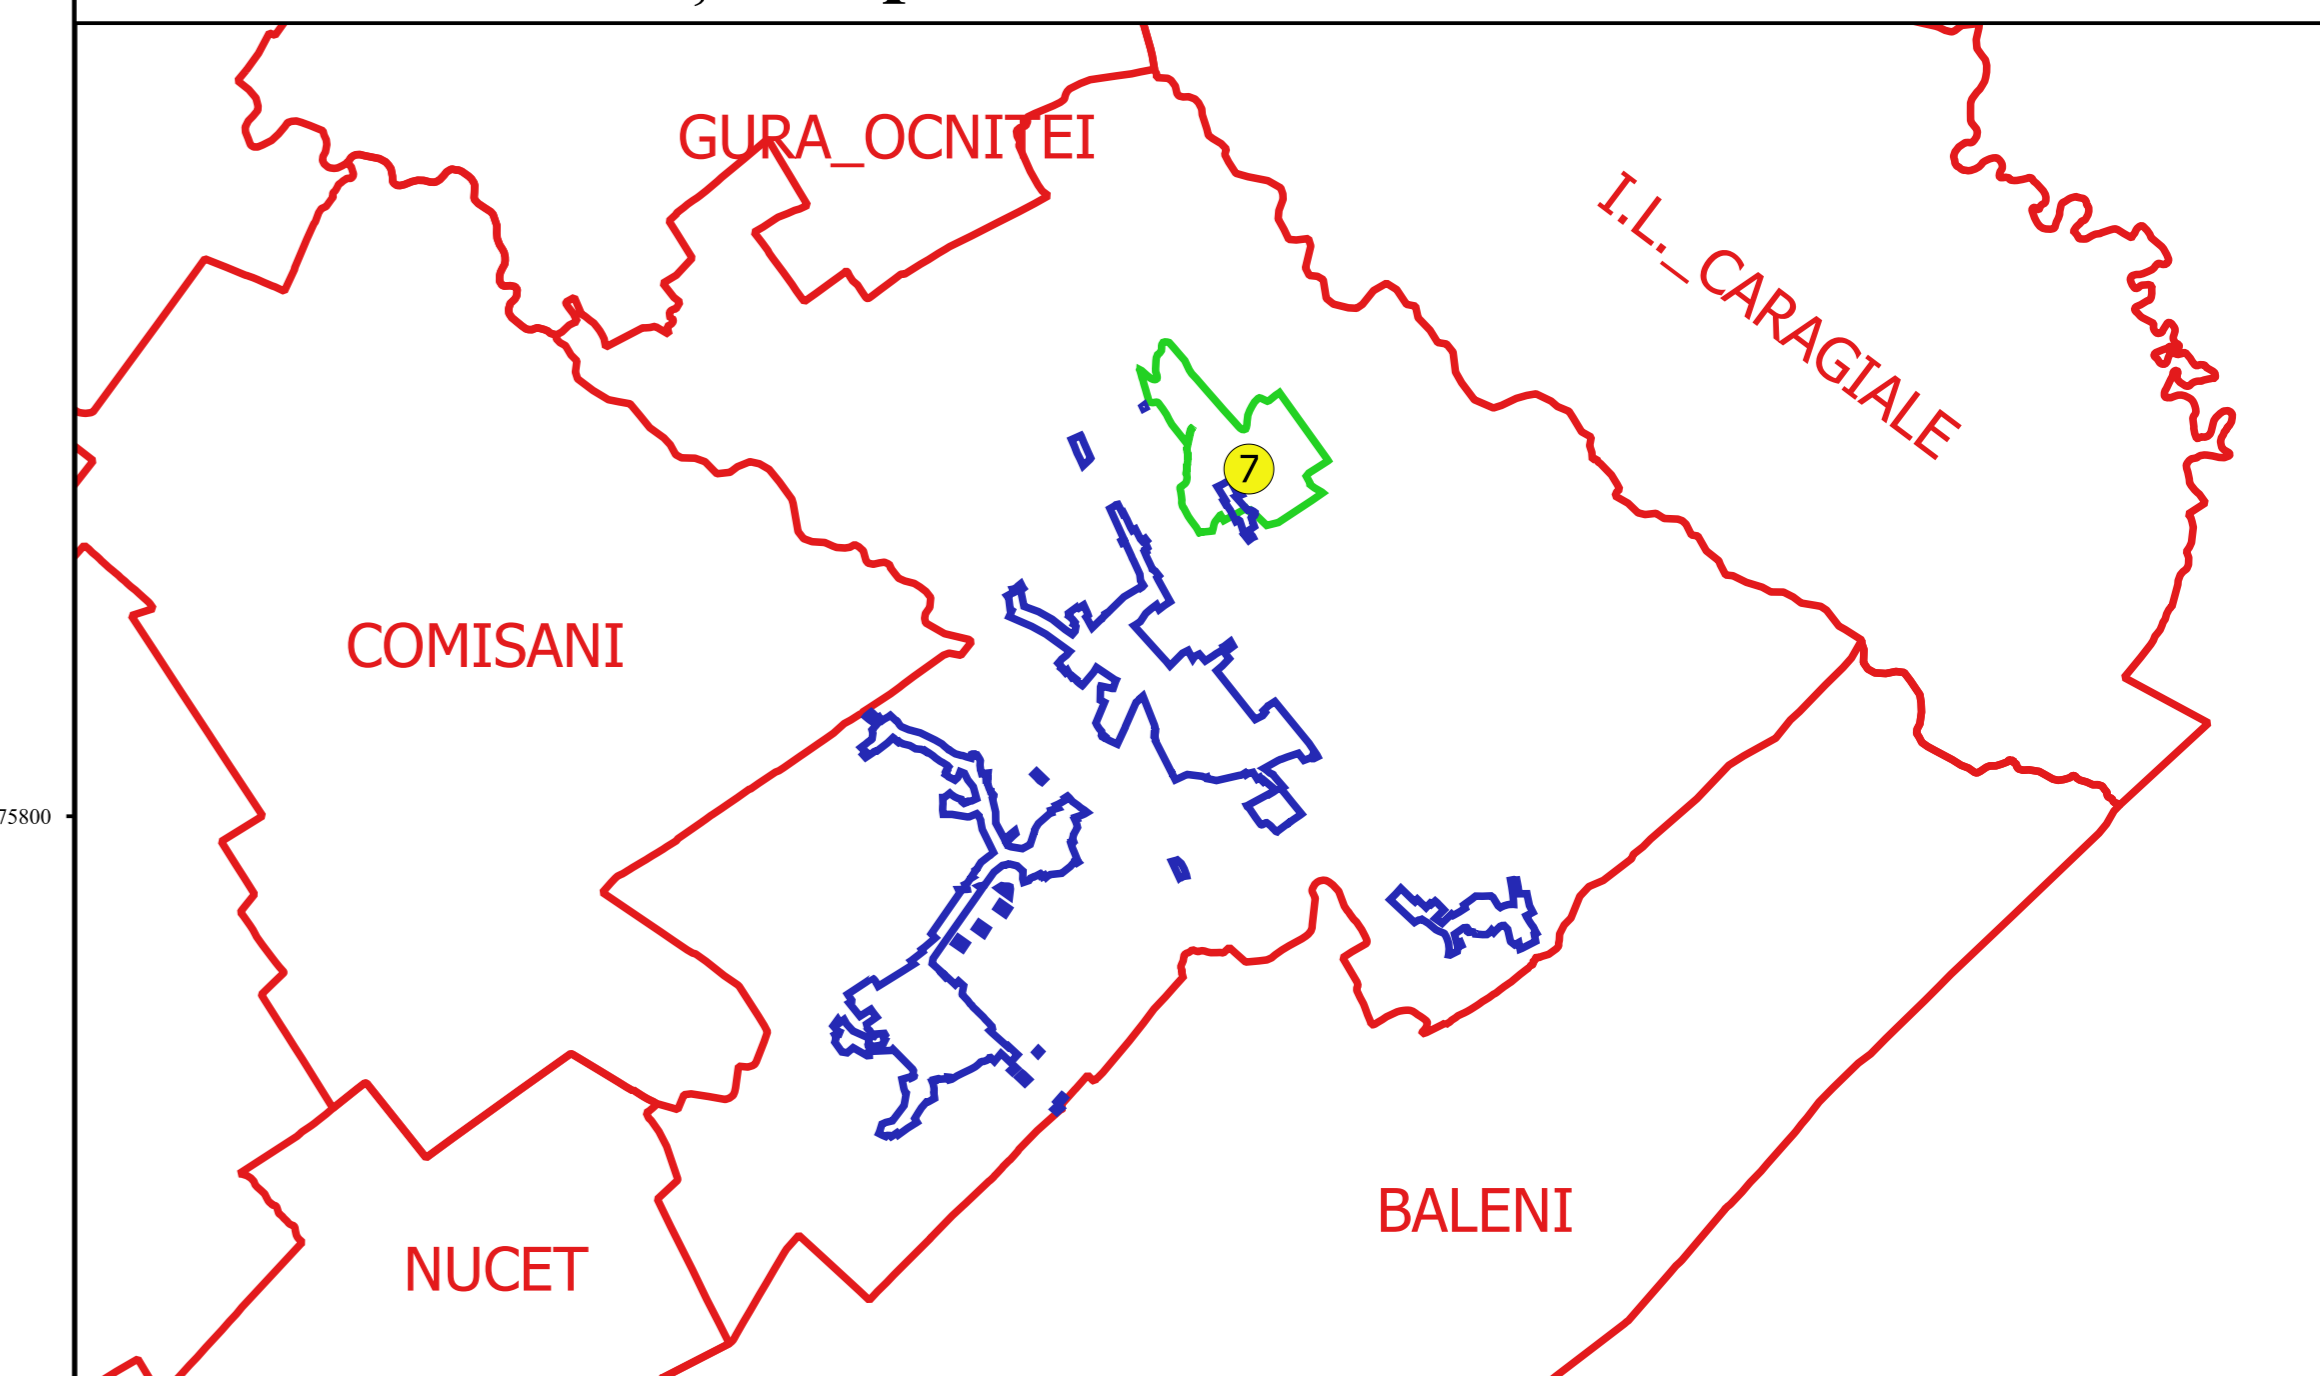 GURA_OCNITEI
I.L._CARAGIALE
7
COMISANI
75800
BALENI
NUCET